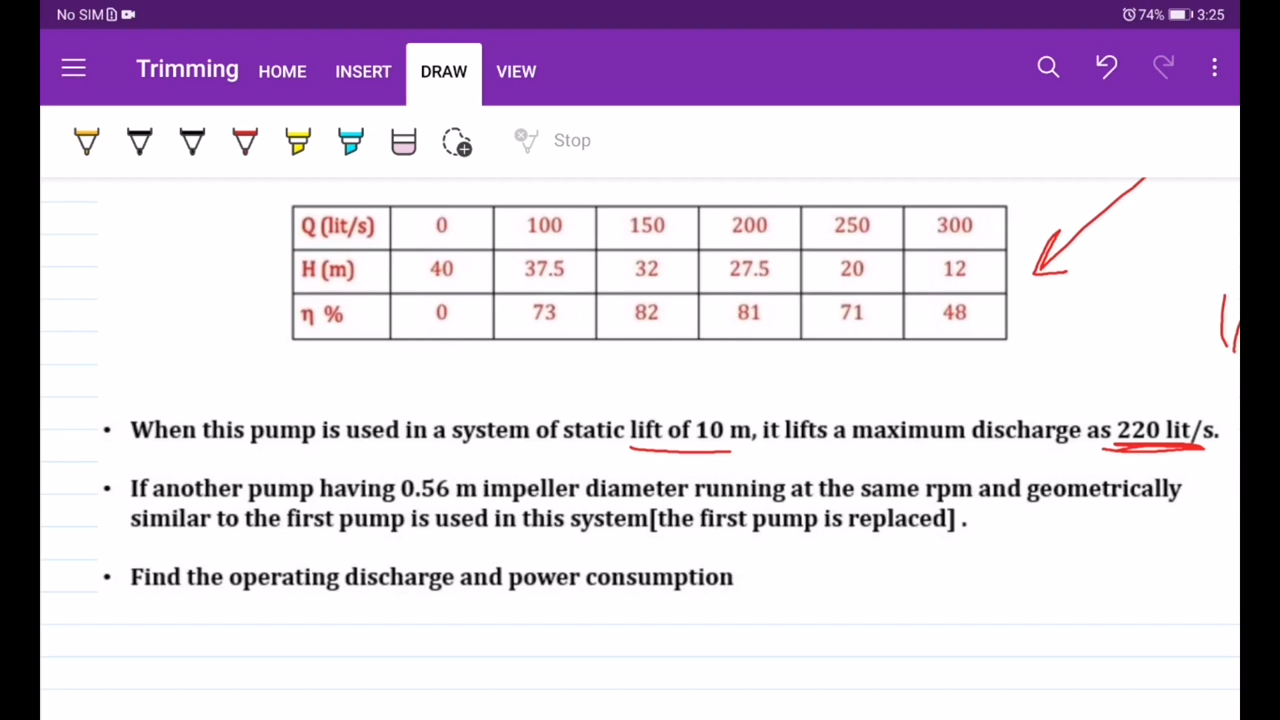 No SIM 74% 3:25
Trimming HOME INSERT DRAW VIEW
Stop
Q (lit/s) 0 100 150 200 250 300
H (m) 40 37.5 32 27.5 20 12
η % 0 73 82 81 71 48
• When this pump is used in a system of static lift of 10 m, it lifts a maximum discharge as 220 lit/s.
• If another pump having 0.56 m impeller diameter running at the same rpm and geometrically
similar to the first pump is used in this system[the first pump is replaced] .
• Find the operating discharge and power consumption